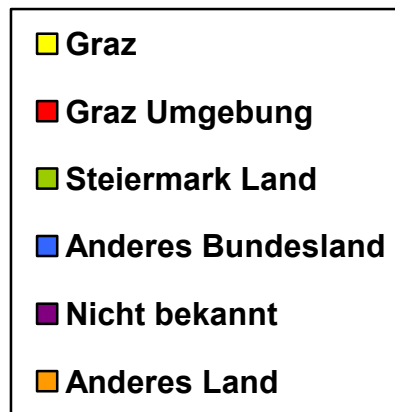 Graz
Graz Umgebung
Steiermark Land
Anderes Bundesland
Nicht bekannt
Anderes Land